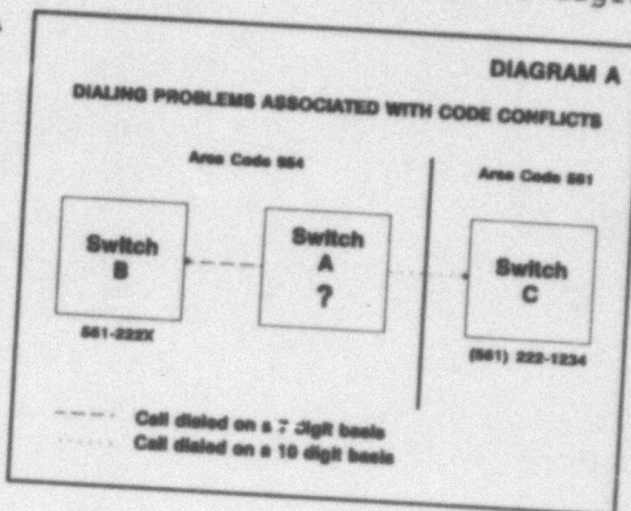 DIAGRAM A
DIALING PROBLEMS ASSOCIATED WITH CODE CONFLICTS
Area Code 954
Area Code 561
Switch
B
Switch
A
?
Switch
C
561-222X
(561) 222-1234
Call dialed on a 7 digit basis
Call dialed on a 10 digit basis